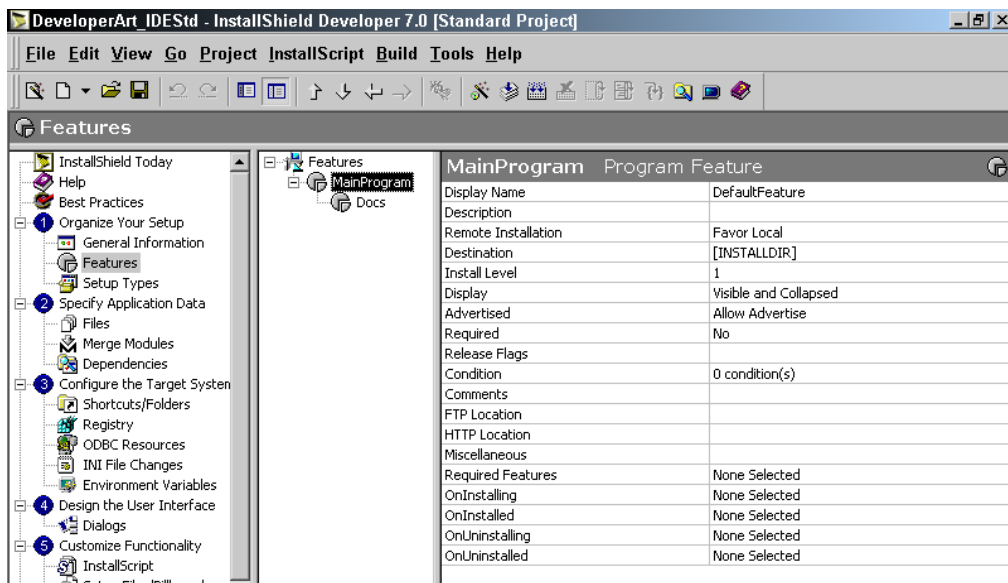 DeveloperArt_IDEStd - InstallShield Developer 7.0 [Standard Project]
File Edit View Go Project InstallScript Build Tools Help
Features
InstallShield Today
Help
Best Practices
1 Organize Your Setup
General Information
Features
Setup Types
2 Specify Application Data
Files
Merge Modules
Dependencies
3 Configure the Target System
Shortcuts/Folders
Registry
ODBC Resources
INI File Changes
Environment Variables
4 Design the User Interface
Dialogs
5 Customize Functionality
InstallScript
Features
MainProgram
Docs
MainProgram Program Feature
Display Name DefaultFeature
Description
Remote Installation Favor Local
Destination [INSTALLDIR]
Install Level 1
Display Visible and Collapsed
Advertised Allow Advertise
Required No
Release Flags
Condition 0 condition(s)
Comments
FTP Location
HTTP Location
Miscellaneous
Required Features None Selected
OnInstalling None Selected
OnInstalled None Selected
OnUninstalling None Selected
OnUninstalled None Selected